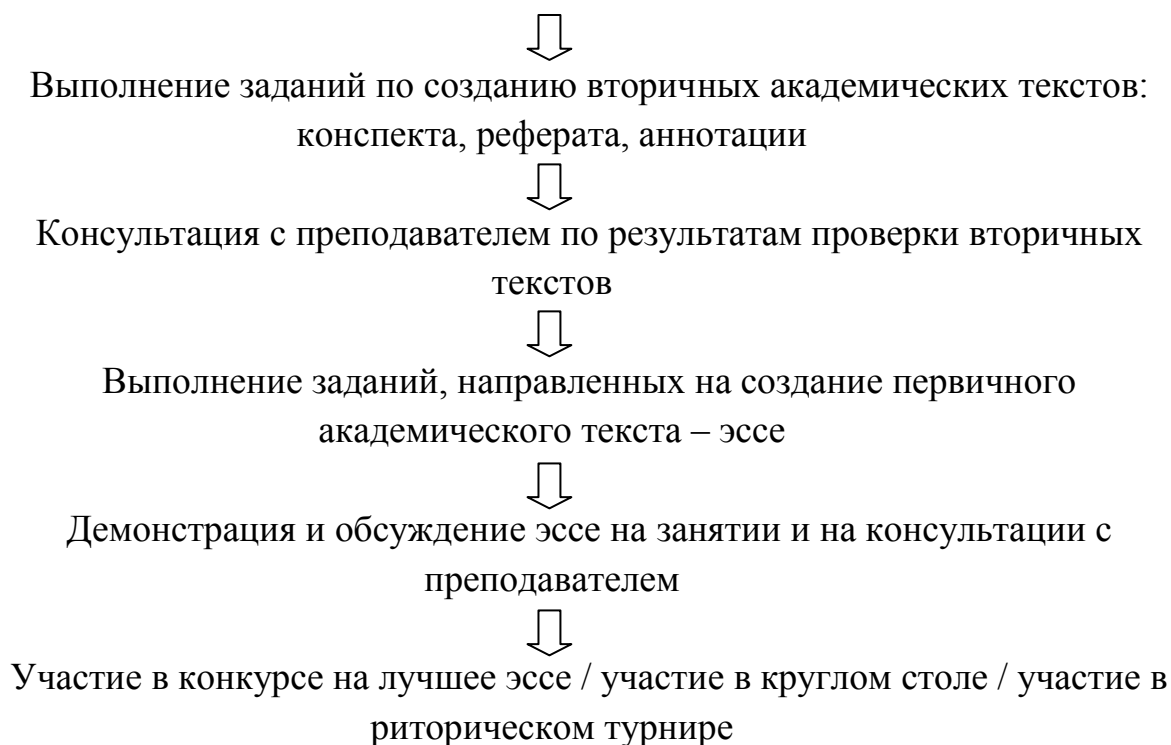 Выполнение заданий по созданию вторичных академических текстов:
конспекта, реферата, аннотации
Консультация с преподавателем по результатам проверки вторичных
текстов
Выполнение заданий, направленных на создание первичного
академического текста – эссе
Демонстрация и обсуждение эссе на занятии и на консультации с
преподавателем
Участие в конкурсе на лучшее эссе / участие в круглом столе / участие в
риторическом турнире